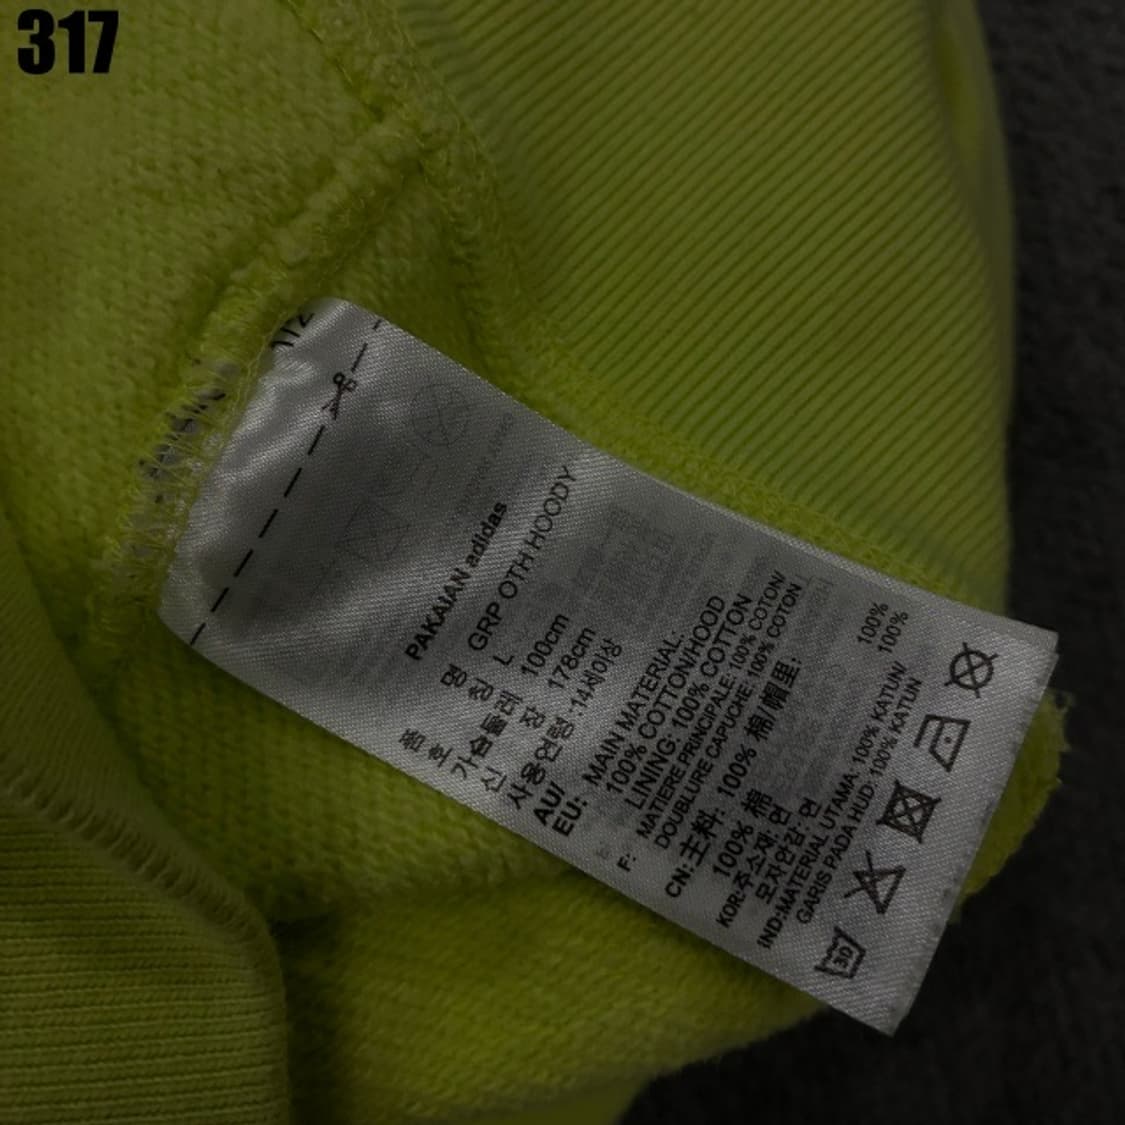 317
PAKAIAN adidas
품 명 GRP OTH HOODY
호 칭 L
가슴둘레 100cm
신 장 178cm
사용연령:14세이상
AU/ MAIN MATERIAL:
EU: 100% COTTON/HOOD
LINING: 100% COTTON
F: MATIERE PRINCIPALE: 100% COTON/
DOUBLURE CAPUCHE: 100% COTON
CN:主料: 100% 棉/帽里:
100% 棉
KOR:주소재: 면 100%
모자안감: 면 100%
IND:MATERIAL UTAMA: 100% KATUN/
GARIS PADA HUD: 100% KATUN
30